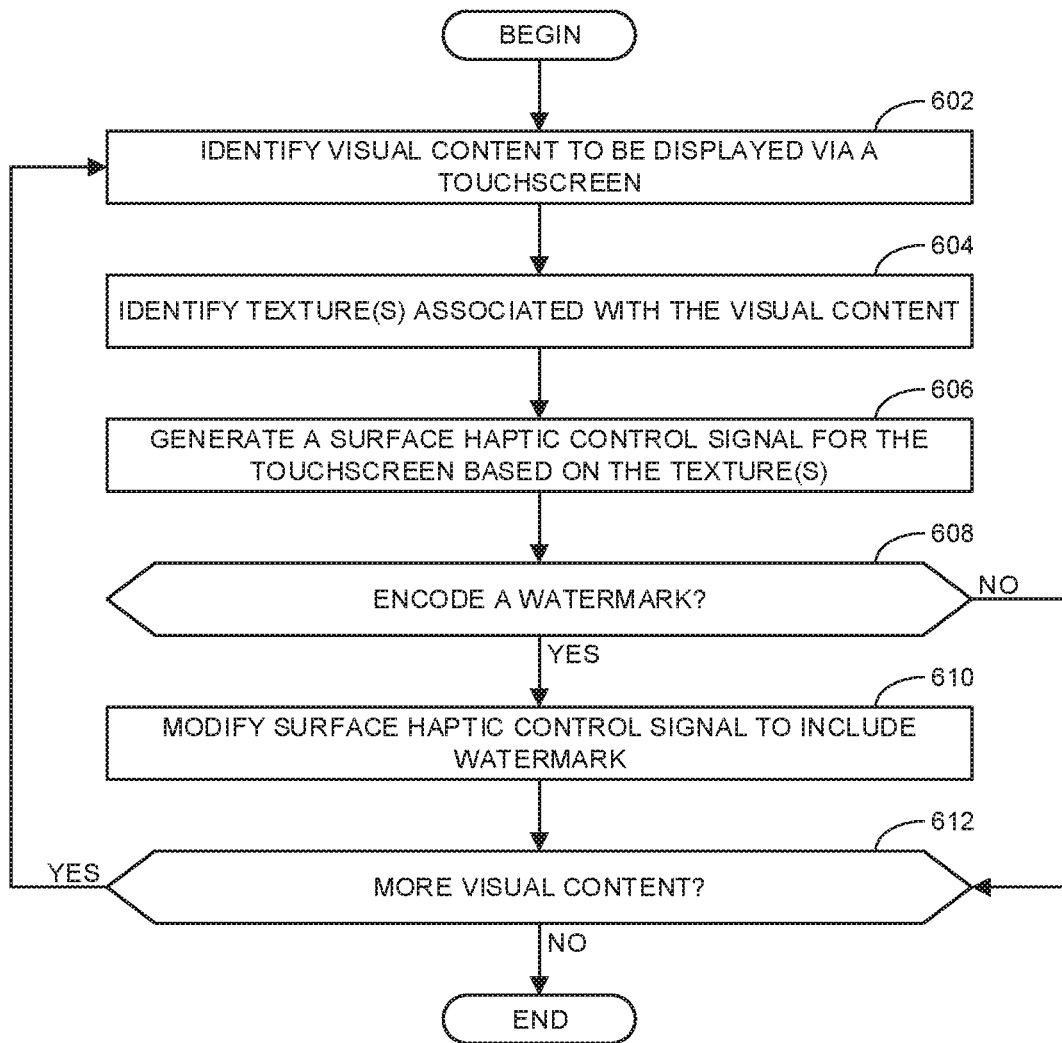 BEGIN
602
IDENTIFY VISUAL CONTENT TO BE DISPLAYED VIA A
TOUCHSCREEN
604
IDENTIFY TEXTURE(S) ASSOCIATED WITH THE VISUAL CONTENT
606
GENERATE A SURFACE HAPTIC CONTROL SIGNAL FOR THE
TOUCHSCREEN BASED ON THE TEXTURE(S)
608
ENCODE A WATERMARK?
NO
YES
610
MODIFY SURFACE HAPTIC CONTROL SIGNAL TO INCLUDE
WATERMARK
612
YES
MORE VISUAL CONTENT?
NO
END